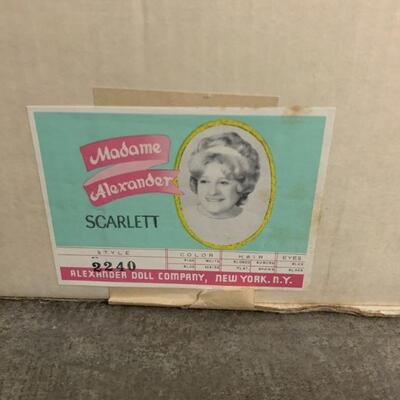 Madame
Alexander
SCARLETT
STYLE COLOR HAIR EYES
2240
ALEXANDER DOLL COMPANY, NEW YORK, N.Y.